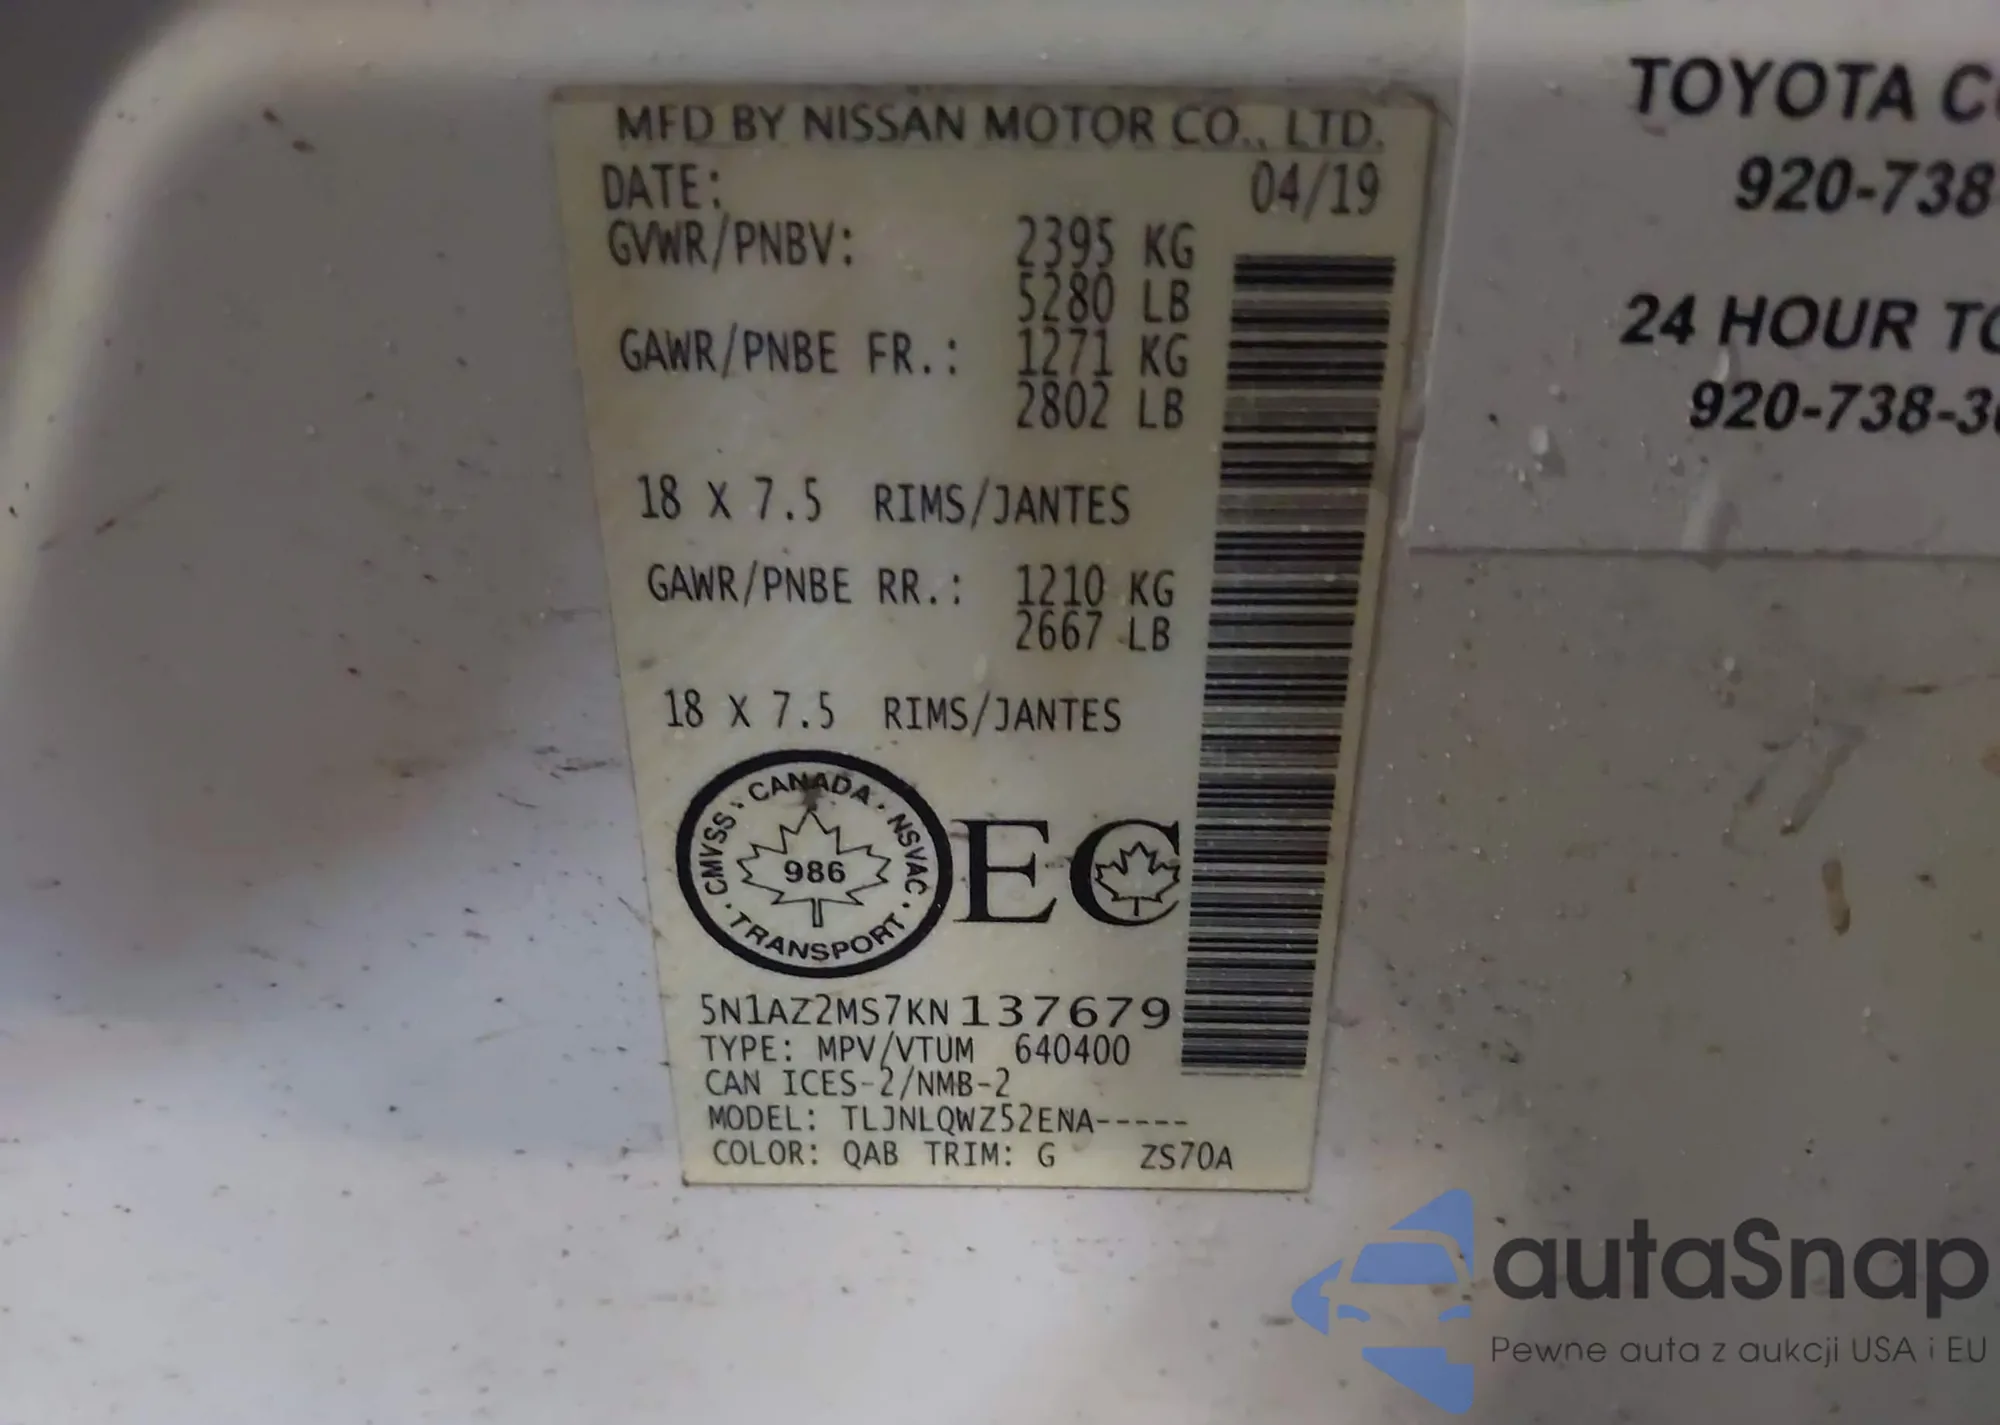 MFD BY NISSAN MOTOR CO., LTD.
DATE: 04/19
GVWR/PNBV: 2395 KG
5280 LB
GAWR/PNBE FR.: 1271 KG
2802 LB
18 X 7.5 RIMS/JANTES
GAWR/PNBE RR.: 1210 KG
2667 LB
18 X 7.5 RIMS/JANTES
CMVSS · CANADA · NSVAC · TRANSPORT ·
986
EC
5N1AZ2MS7KN137679
TYPE: MPV/VTUM 640400
CAN ICES-2/NMB-2
MODEL: TLJNLQWZ52ENA-----
COLOR: QAB TRIM: G ZS70A
TOYOTA
920-738
24 HOUR
920-738-3
autaSnap
Pewne auta z aukcji USA i EU